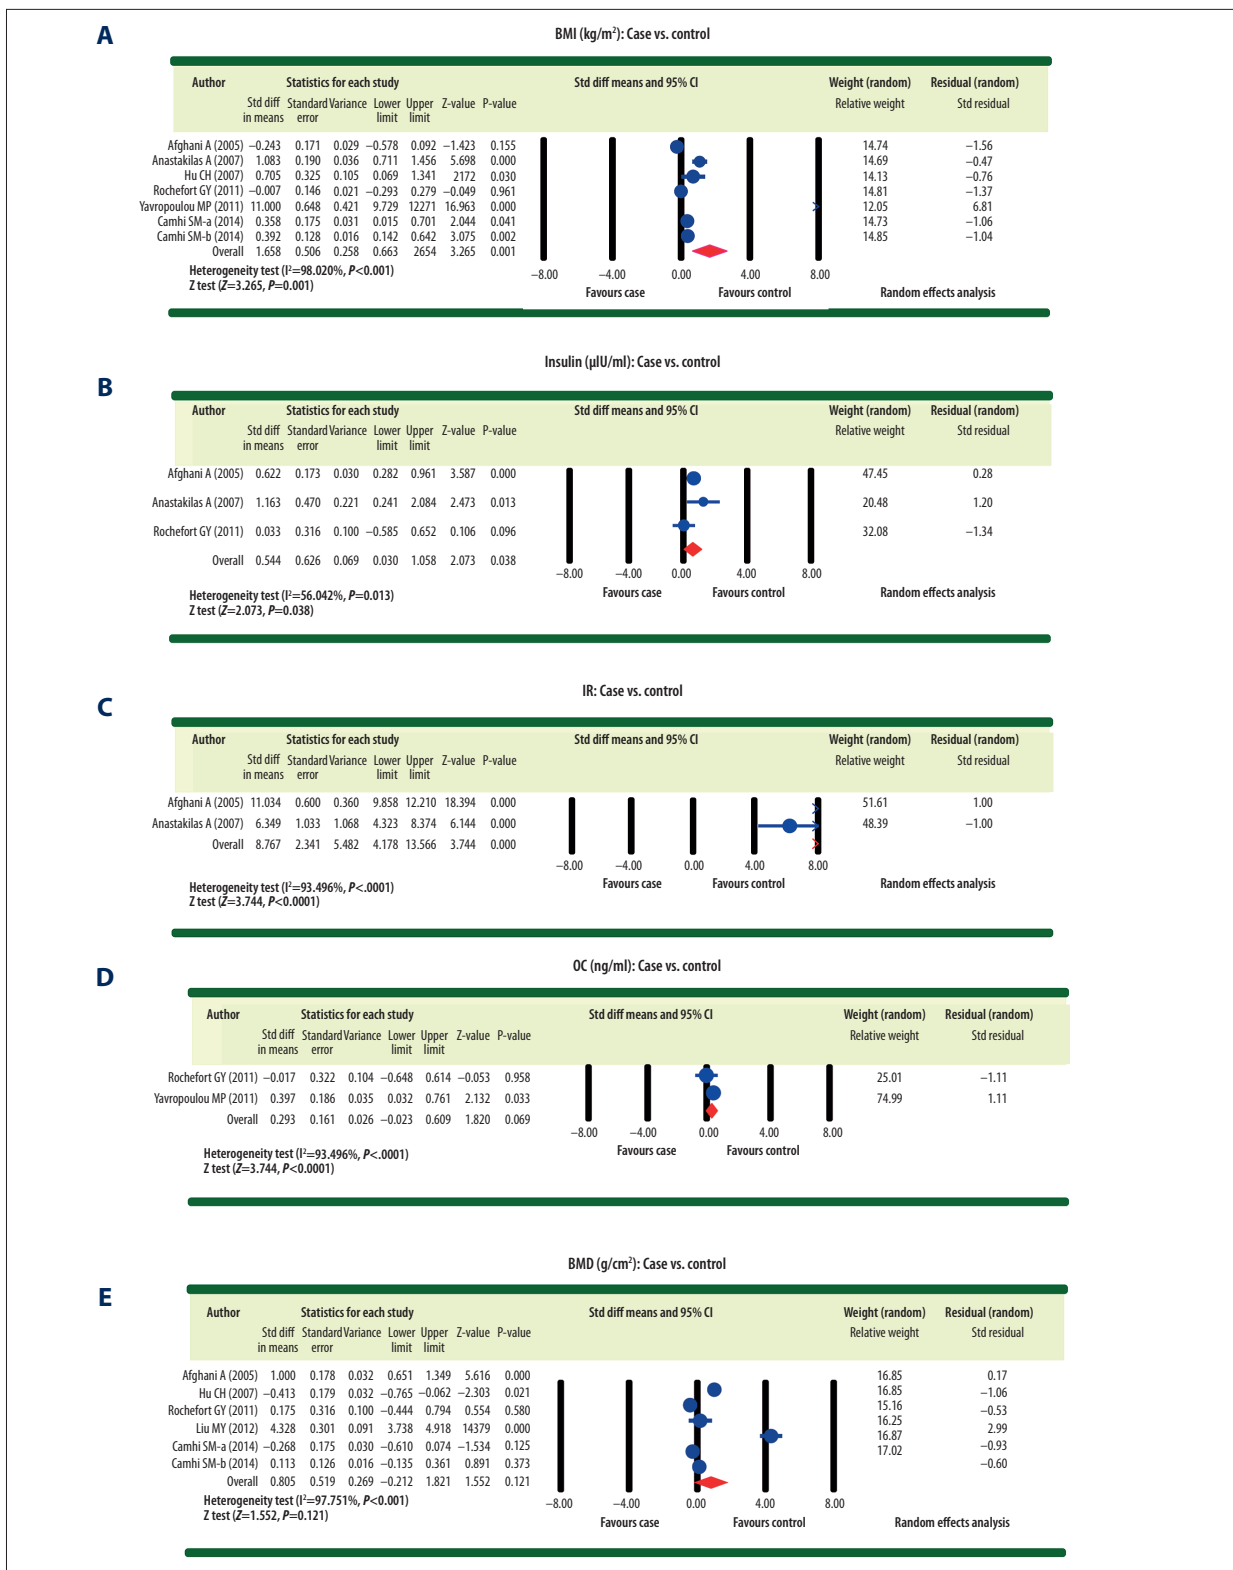 A
BMI (kg/m²): Case vs. control
Author Statistics for each study Std diff means and 95% CI Weight (random) Residual (random)
Std diff in means Standard error Variance Lower limit Upper limit Z-value P-value Relative weight Std residual
Afghani A (2005) −0.243 0.171 0.029 −0.578 0.092 −1.423 0.155 14.74 −1.56
Anastakilas A (2007) 1.083 0.190 0.036 0.711 1.456 5.698 0.000 14.69 −0.47
Hu CH (2007) 0.705 0.325 0.105 0.069 1.341 2172 0.030 14.13 −0.76
Rochefort GY (2011) −0.007 0.146 0.021 −0.293 0.279 −0.049 0.961 14.81 −1.37
Yavropoulou MP (2011) 11.000 0.648 0.421 9.729 12271 16.963 0.000 12.05 6.81
Camhi SM-a (2014) 0.358 0.175 0.031 0.015 0.701 2.044 0.041 14.73 −1.06
Camhi SM-b (2014) 0.392 0.128 0.016 0.142 0.642 3.075 0.002 14.85 −1.04
Overall 1.658 0.506 0.258 0.663 2654 3.265 0.001
Heterogeneity test (I²=98.020%, P<0.001)
Z test (Z=3.265, P=0.001)
−8.00 −4.00 0.00 4.00 8.00
Favours case Favours control Random effects analysis
B
Insulin (µIU/ml): Case vs. control
Author Statistics for each study Std diff means and 95% CI Weight (random) Residual (random)
Std diff in means Standard error Variance Lower limit Upper limit Z-value P-value Relative weight Std residual
Afghani A (2005) 0.622 0.173 0.030 0.282 0.961 3.587 0.000 47.45 0.28
Anastakilas A (2007) 1.163 0.470 0.221 0.241 2.084 2.473 0.013 20.48 1.20
Rochefort GY (2011) 0.033 0.316 0.100 −0.585 0.652 0.106 0.096 32.08 −1.34
Overall 0.544 0.626 0.069 0.030 1.058 2.073 0.038
−8.00 −4.00 0.00 4.00 8.00
Favours case Favours control Random effects analysis
Heterogeneity test (I²=56.042%, P=0.013)
Z test (Z=2.073, P=0.038)
C
IR: Case vs. control
Author Statistics for each study Std diff means and 95% CI Weight (random) Residual (random)
Std diff in means Standard error Variance Lower limit Upper limit Z-value P-value Relative weight Std residual
Afghani A (2005) 11.034 0.600 0.360 9.858 12.210 18.394 0.000 51.61 1.00
Anastakilas A (2007) 6.349 1.033 1.068 4.323 8.374 6.144 0.000 48.39 −1.00
Overall 8.767 2.341 5.482 4.178 13.566 3.744 0.000
−8.00 −4.00 0.00 4.00 8.00
Favours case Favours control Random effects analysis
Heterogeneity test (I²=93.496%, P<.0001)
Z test (Z=3.744, P<0.0001)
D
OC (ng/ml): Case vs. control
Author Statistics for each study Std diff means and 95% CI Weight (random) Residual (random)
Std diff in means Standard error Variance Lower limit Upper limit Z-value P-value Relative weight Std residual
Rochefort GY (2011) −0.017 0.322 0.104 −0.648 0.614 −0.053 0.958 25.01 −1.11
Yavropoulou MP (2011) 0.397 0.186 0.035 0.032 0.761 2.132 0.033 74.99 1.11
Overall 0.293 0.161 0.026 −0.023 0.609 1.820 0.069
−8.00 −4.00 0.00 4.00 8.00
Favours case Favours control
Heterogeneity test (I²=93.496%, P<.0001)
Z test (Z=3.744, P<0.0001)
E
BMD (g/cm²): Case vs. control
Author Statistics for each study Std diff means and 95% CI Weight (random) Residual (random)
Std diff in means Standard error Variance Lower limit Upper limit Z-value P-value Relative weight Std residual
Afghani A (2005) 1.000 0.178 0.032 0.651 1.349 5.616 0.000 16.85 0.17
Hu CH (2007) −0.413 0.179 0.032 −0.765 −0.062 −2.303 0.021 16.85 −1.06
Rochefort GY (2011) 0.175 0.316 0.100 −0.444 0.794 0.554 0.580 15.16 −0.53
Liu MY (2012) 4.328 0.301 0.091 3.738 4.918 14379 0.000 16.25 2.99
Camhi SM-a (2014) −0.268 0.175 0.030 −0.610 0.074 −1.534 0.125 16.87 −0.93
Camhi SM-b (2014) 0.113 0.126 0.016 −0.135 0.361 0.891 0.373 17.02 −0.60
Overall 0.805 0.519 0.269 −0.212 1.821 1.552 0.121
Heterogeneity test (I²=97.751%, P<0.001)
Z test (Z=1.552, P=0.121)
−8.00 −4.00 0.00 4.00 8.00
Favours case Favours control Random effects analysis